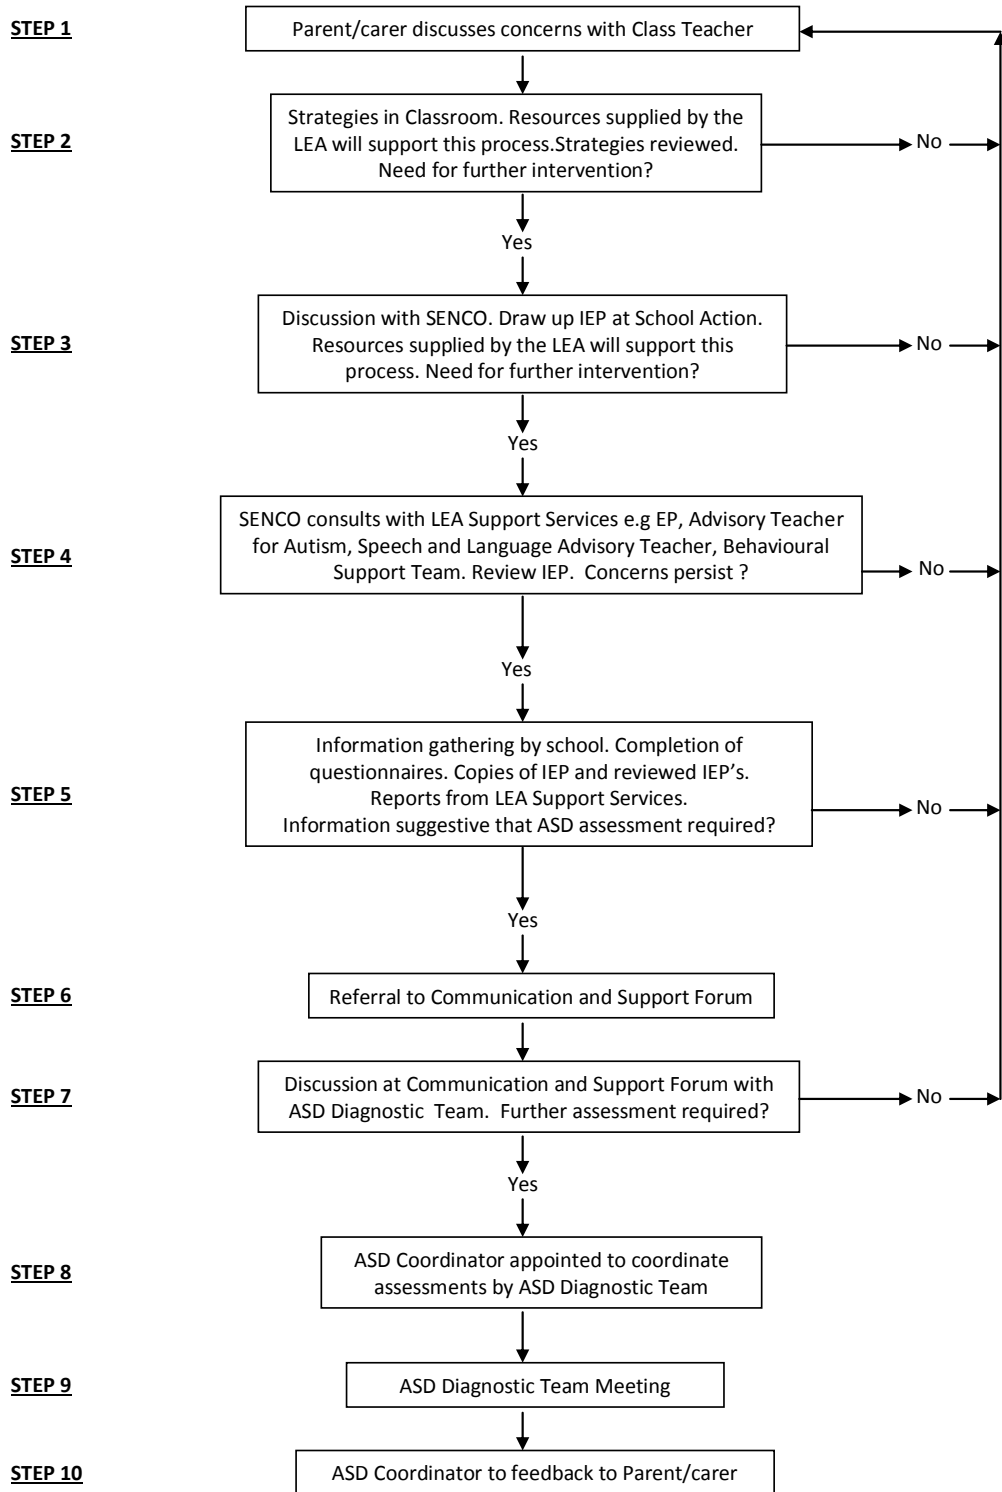 STEP 1
Parent/carer discusses concerns with Class Teacher
STEP 2
Strategies in Classroom. Resources supplied by the
LEA will support this process.Strategies reviewed.
Need for further intervention?
No
Yes
STEP 3
Discussion with SENCO. Draw up IEP at School Action.
Resources supplied by the LEA will support this
process. Need for further intervention?
No
Yes
STEP 4
SENCO consults with LEA Support Services e.g EP, Advisory Teacher
for Autism, Speech and Language Advisory Teacher, Behavioural
Support Team. Review IEP.  Concerns persist ?
No
Yes
STEP 5
Information gathering by school. Completion of
questionnaires. Copies of IEP and reviewed IEP’s.
Reports from LEA Support Services.
Information suggestive that ASD assessment required?
No
Yes
STEP 6
Referral to Communication and Support Forum
STEP 7
Discussion at Communication and Support Forum with
ASD Diagnostic  Team.  Further assessment required?
No
Yes
STEP 8
ASD Coordinator appointed to coordinate
assessments by ASD Diagnostic Team
STEP 9
ASD Diagnostic Team Meeting
STEP 10
ASD Coordinator to feedback to Parent/carer